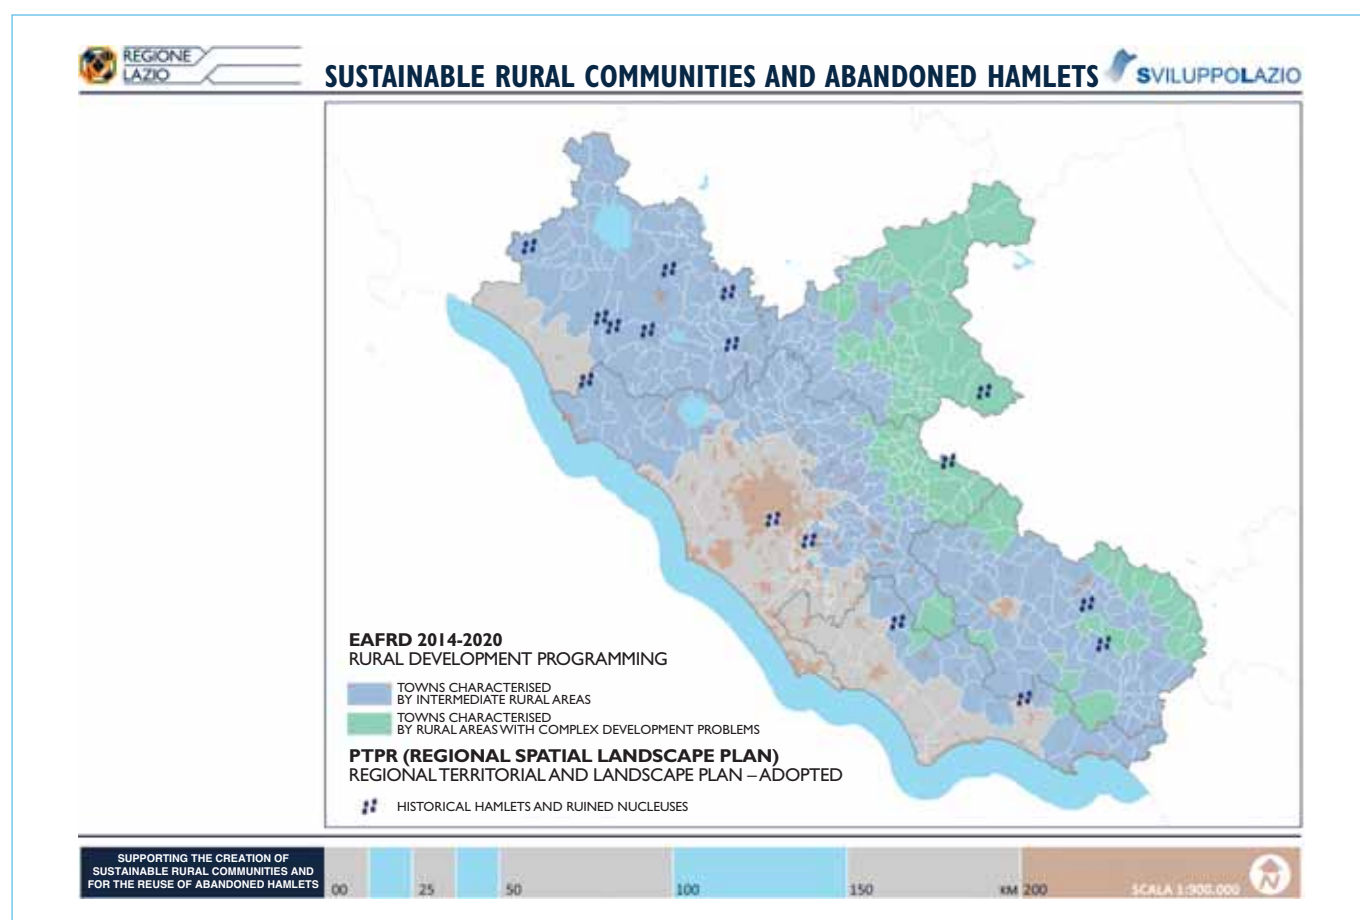 REGIONE
LAZIO
SUSTAINABLE RURAL COMMUNITIES AND ABANDONED HAMLETS
SVILUPPOLAZIO
EAFRD 2014-2020
RURAL DEVELOPMENT PROGRAMMING
TOWNS CHARACTERISED
BY INTERMEDIATE RURAL AREAS
TOWNS CHARACTERISED
BY RURAL AREAS WITH COMPLEX DEVELOPMENT PROBLEMS
PTPR (REGIONAL SPATIAL LANDSCAPE PLAN)
REGIONAL TERRITORIAL AND LANDSCAPE PLAN – ADOPTED
HISTORICAL HAMLETS AND RUINED NUCLEUSES
SUPPORTING THE CREATION OF
SUSTAINABLE RURAL COMMUNITIES AND
FOR THE REUSE OF ABANDONED HAMLETS
00 25 50 100 150 KM 200 SCALA 1:900.000
N